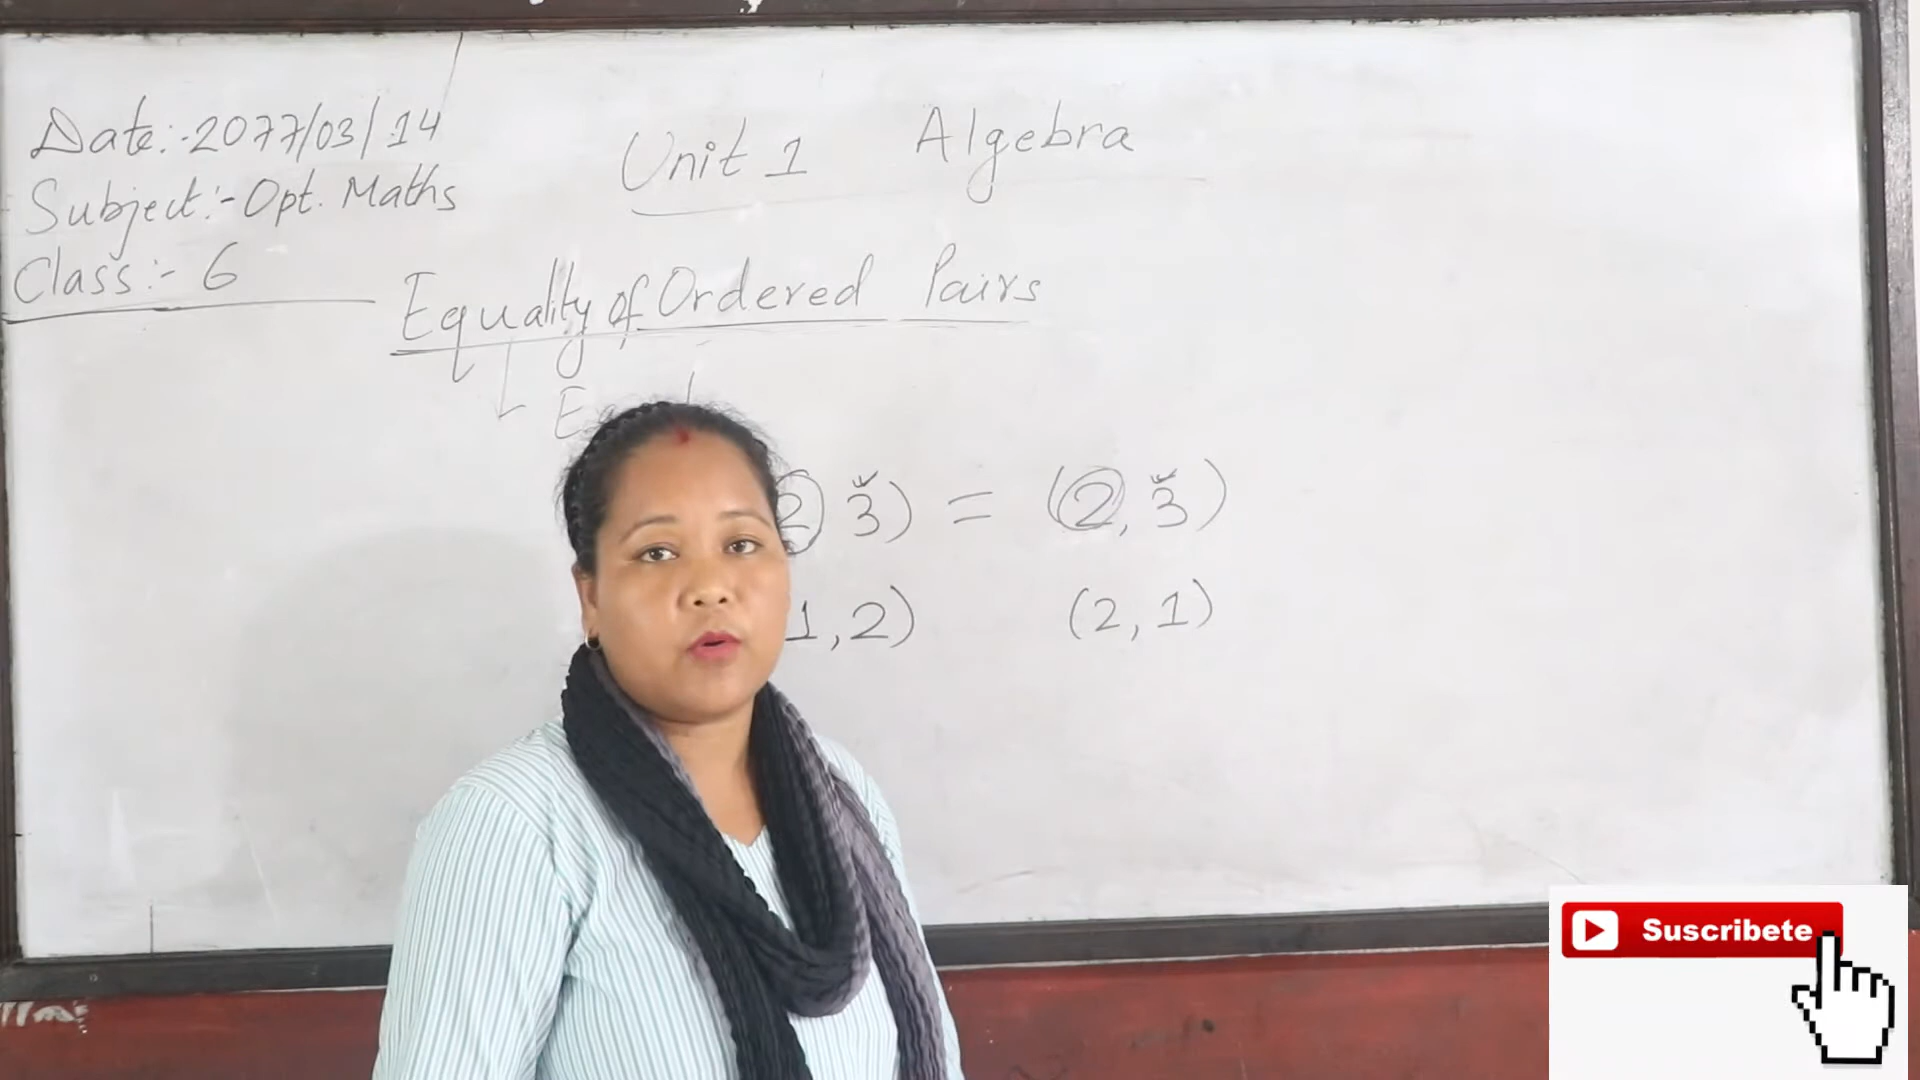 Date:-2077/03/14
Subject:-Opt. Maths
Class:- 6
Unit 1 Algebra
Equality of Ordered Pairs
2 3) = (2, 3)
1,2) (2, 1)
Suscribete